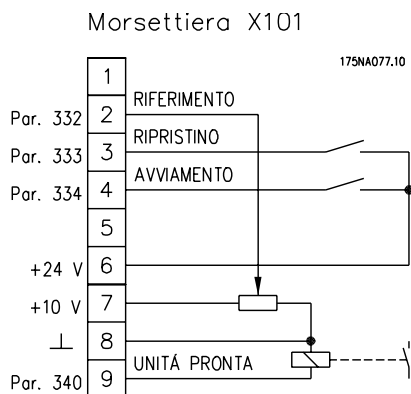 Morsettiera X101
175NA077.10
1
Par. 332 2 RIFERIMENTO
Par. 333 3 RIPRISTINO
Par. 334 4 AVVIAMENTO
5
+24 V 6
+10 V 7
⊥ 8
Par. 340 9 UNITÁ PRONTA